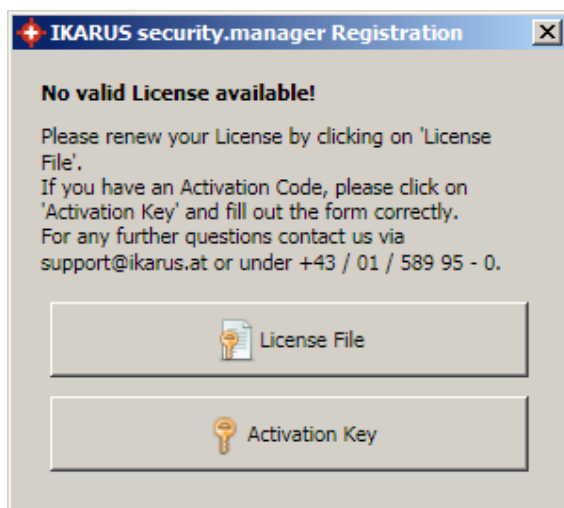 IKARUS security.manager Registration
No valid License available!
Please renew your License by clicking on 'License
File'.
If you have an Activation Code, please click on
'Activation Key' and fill out the form correctly.
For any further questions contact us via
support@ikarus.at or under +43 / 01 / 589 95 - 0.
License File
Activation Key